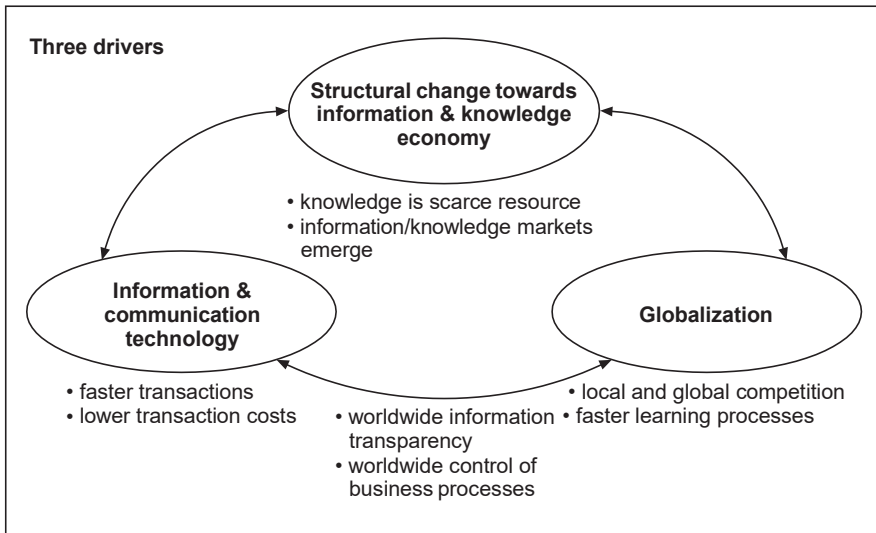 Three drivers
Structural change towards
information & knowledge
economy
• knowledge is scarce resource
• information/knowledge markets
emerge
Information &
communication
technology
• faster transactions
• lower transaction costs
Globalization
• local and global competition
• faster learning processes
• worldwide information
transparency
• worldwide control of
business processes